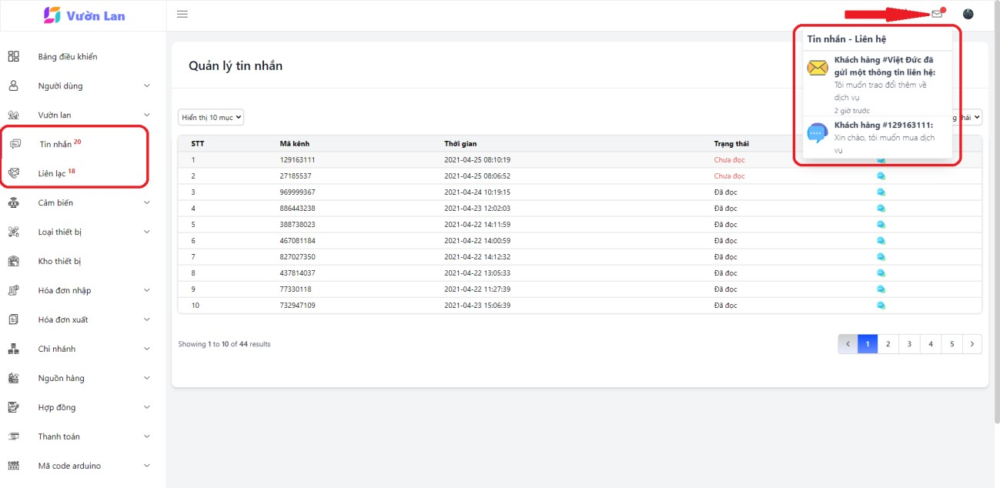 Vườn Lan
Bảng điều khiển
Người dùng
Vườn lan
Tin nhắn 20
Liên lạc 18
Cảm biến
Loại thiết bị
Kho thiết bị
Hóa đơn nhập
Hóa đơn xuất
Chi nhánh
Nguồn hàng
Hợp đồng
Thanh toán
Mã code arduino
Quản lý tin nhắn
Tin nhắn - Liên hệ
Khách hàng #Việt Đức đã
gửi một thông tin liên hệ:
Tôi muốn trao đổi thêm về
dịch vụ
2 giờ trước
Khách hàng #129163111:
Xin chào, tôi muốn mua dịch
vụ
Hiển thị 10 mục
thái
STT Mã kênh Thời gian Trạng thái
1 129163111 2021-04-25 08:10:19 Chưa đọc
2 27185537 2021-04-25 08:06:52 Chưa đọc
3 969999367 2021-04-24 10:19:15 Đã đọc
4 886443238 2021-04-23 12:02:03 Đã đọc
5 388738023 2021-04-22 14:11:59 Đã đọc
6 467081184 2021-04-22 14:00:59 Đã đọc
7 827027350 2021-04-22 14:12:32 Đã đọc
8 437814037 2021-04-22 13:05:33 Đã đọc
9 77330118 2021-04-22 11:27:39 Đã đọc
10 732947109 2021-04-23 15:06:39 Đã đọc
Showing 1 to 10 of 44 results
‹ 1 2 3 4 5 ›